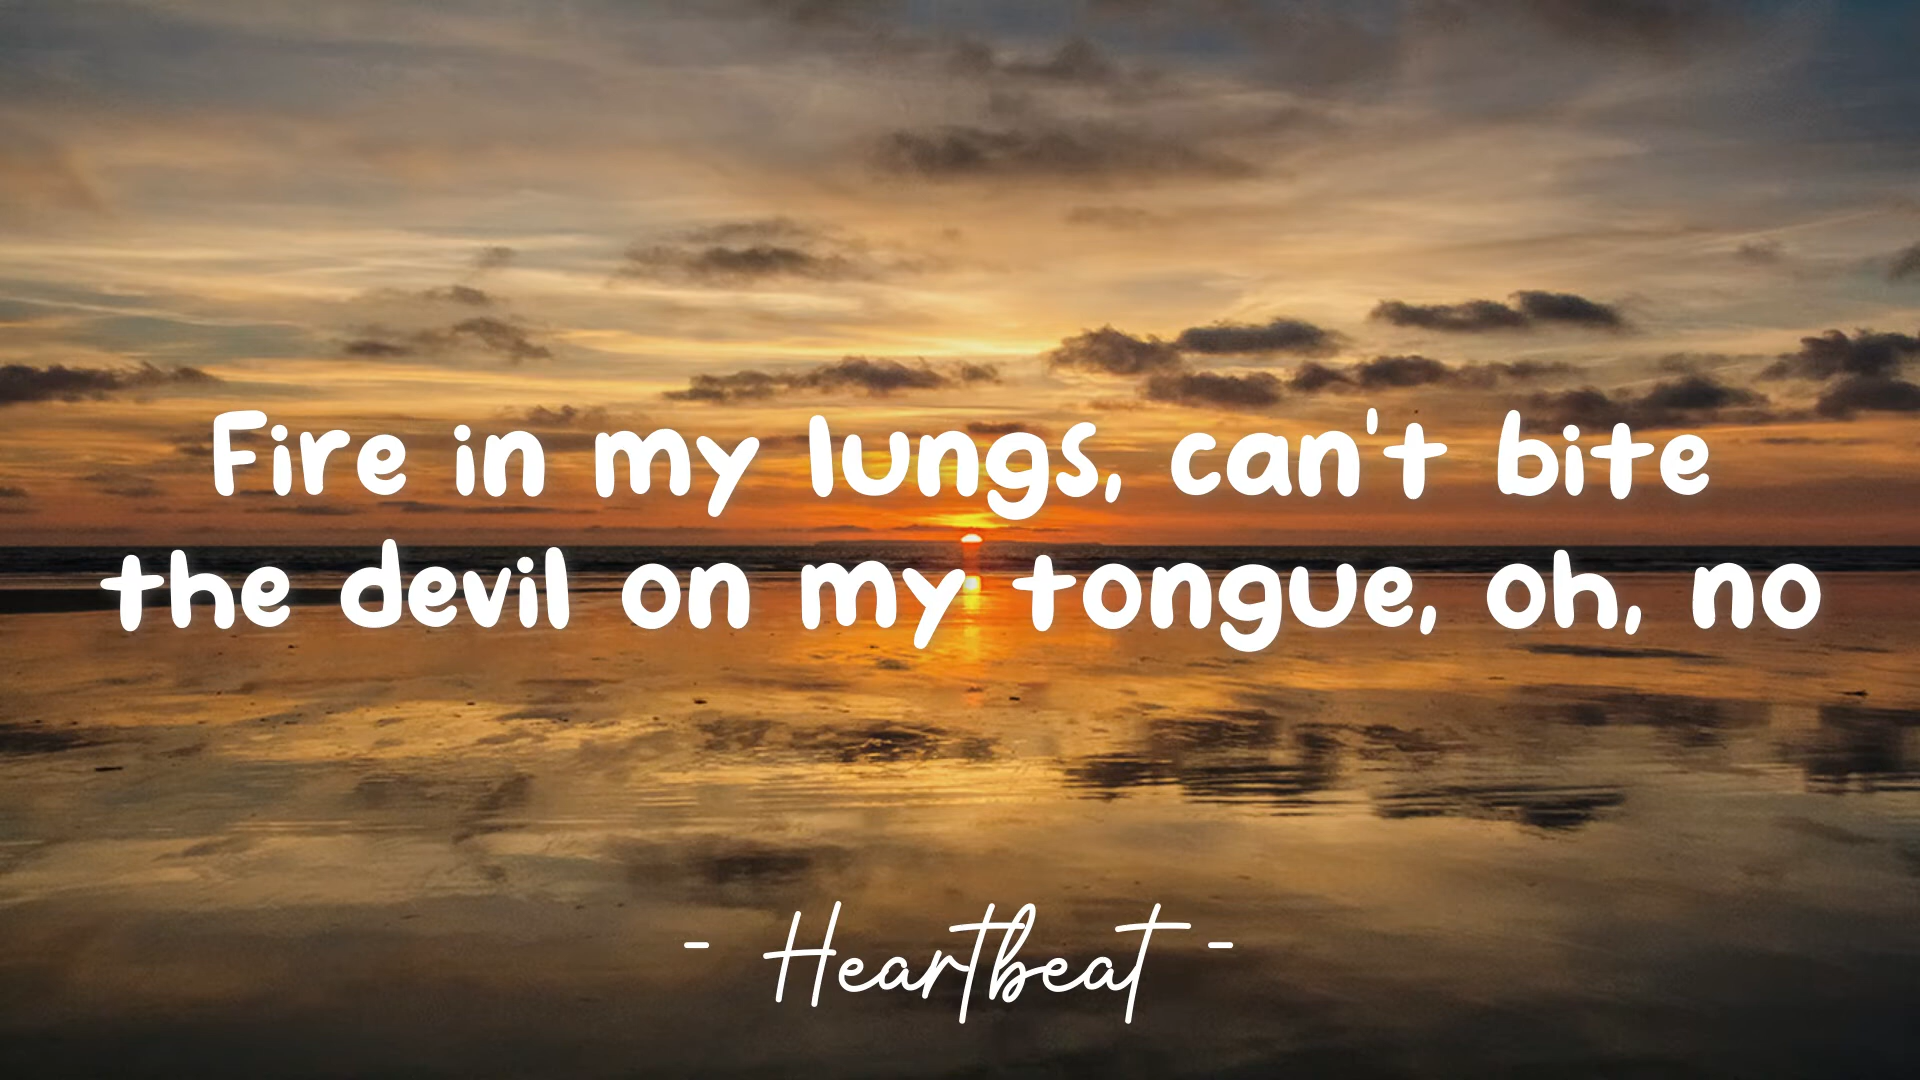 Fire in my lungs, can't bite
the devil on my tongue, oh, no
- Heartbeat -